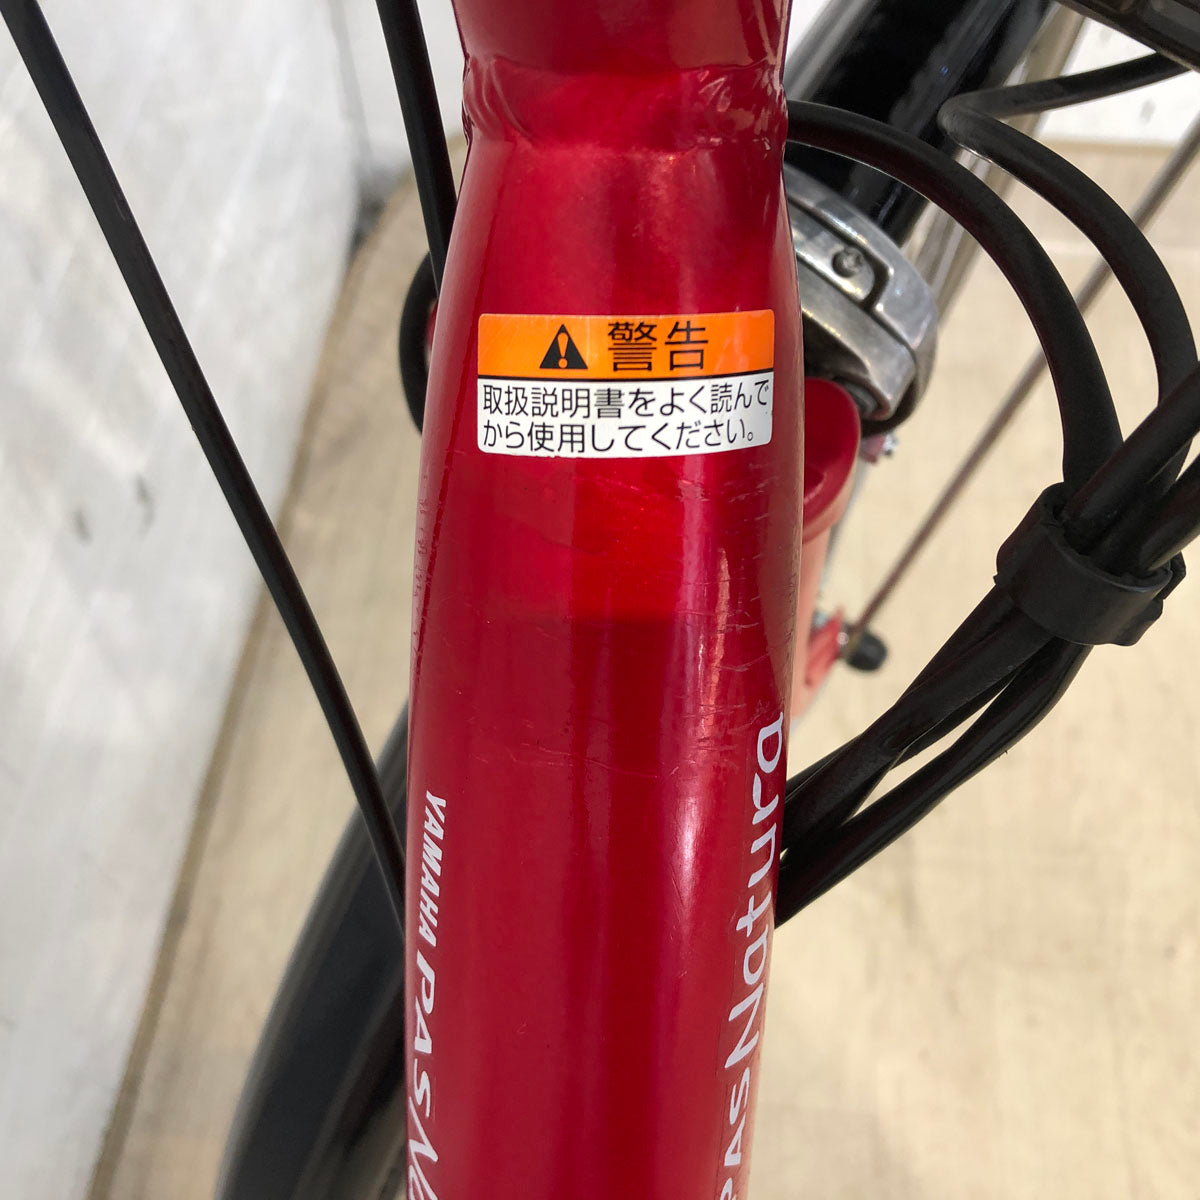 警告
取扱説明書をよく読んで
から使用してください。
YAMAHA PAS
PAS Natura